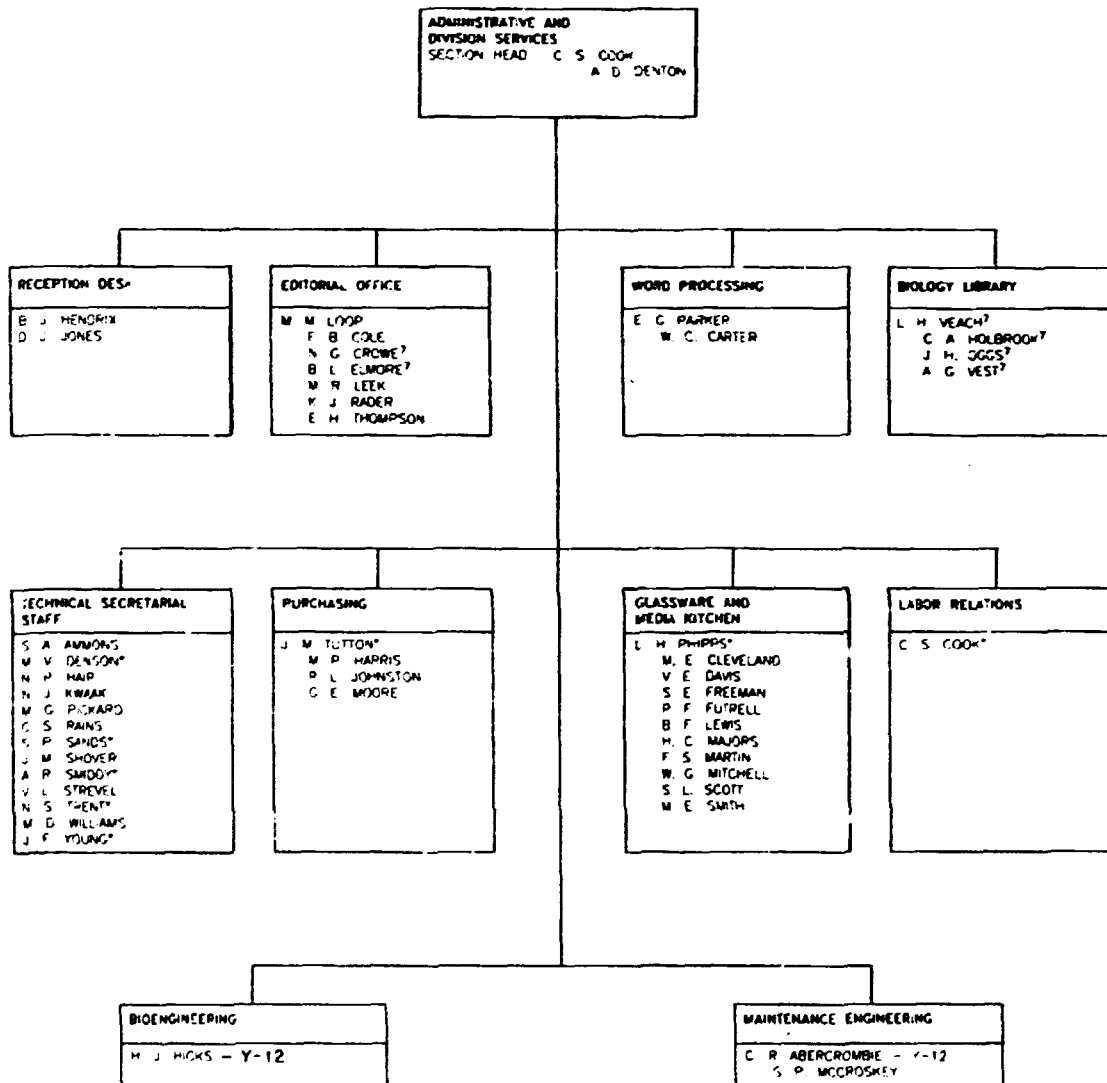 ADMINISTRATIVE AND
DIVISION SERVICES
SECTION HEAD C S COOK
A D DENTON
RECEPTION DESK
B J HENDRIX
D J JONES
EDITORIAL OFFICE
M M LOOP
F B COLE
N G CROWE⁷
B L ELMORE⁷
M R LEEK
K J RADER
E H THOMPSON
WORD PROCESSING
E G PARKER
W. C. CARTER
BIOLOGY LIBRARY
L H VEACH⁷
C A HOLBROOK⁷
J H. OGGS⁷
A G VEST⁷
TECHNICAL SECRETARIAL
STAFF
S A AMMONS
M V DENSON*
N P HAIR
N J KWAAK
M G PICKARD
C S RAINS
S P SANDS*
J M SHOVER
A R SMIDDY*
V L STREVEL
N S TRENT*
M D WILLIAMS
J F YOUNG*
PURCHASING
J M TUTTON*
M P HARRIS
R L JOHNSTON
G E MOORE
GLASSWARE AND
MEDIA KITCHEN
L H PHIPPS*
M. E CLEVELAND
V E DAVIS
S E FREEMAN
P F FUTRELL
B F LEWIS
H. C MAJORS
F S MARTIN
W. G MITCHELL
S L. SCOTT
M E SMITH
LABOR RELATIONS
C S COOK*
BIOENGINEERING
H J HICKS - Y-12
MAINTENANCE ENGINEERING
C R ABERCROMBIE - Y-12
S P. MCCROSKEY